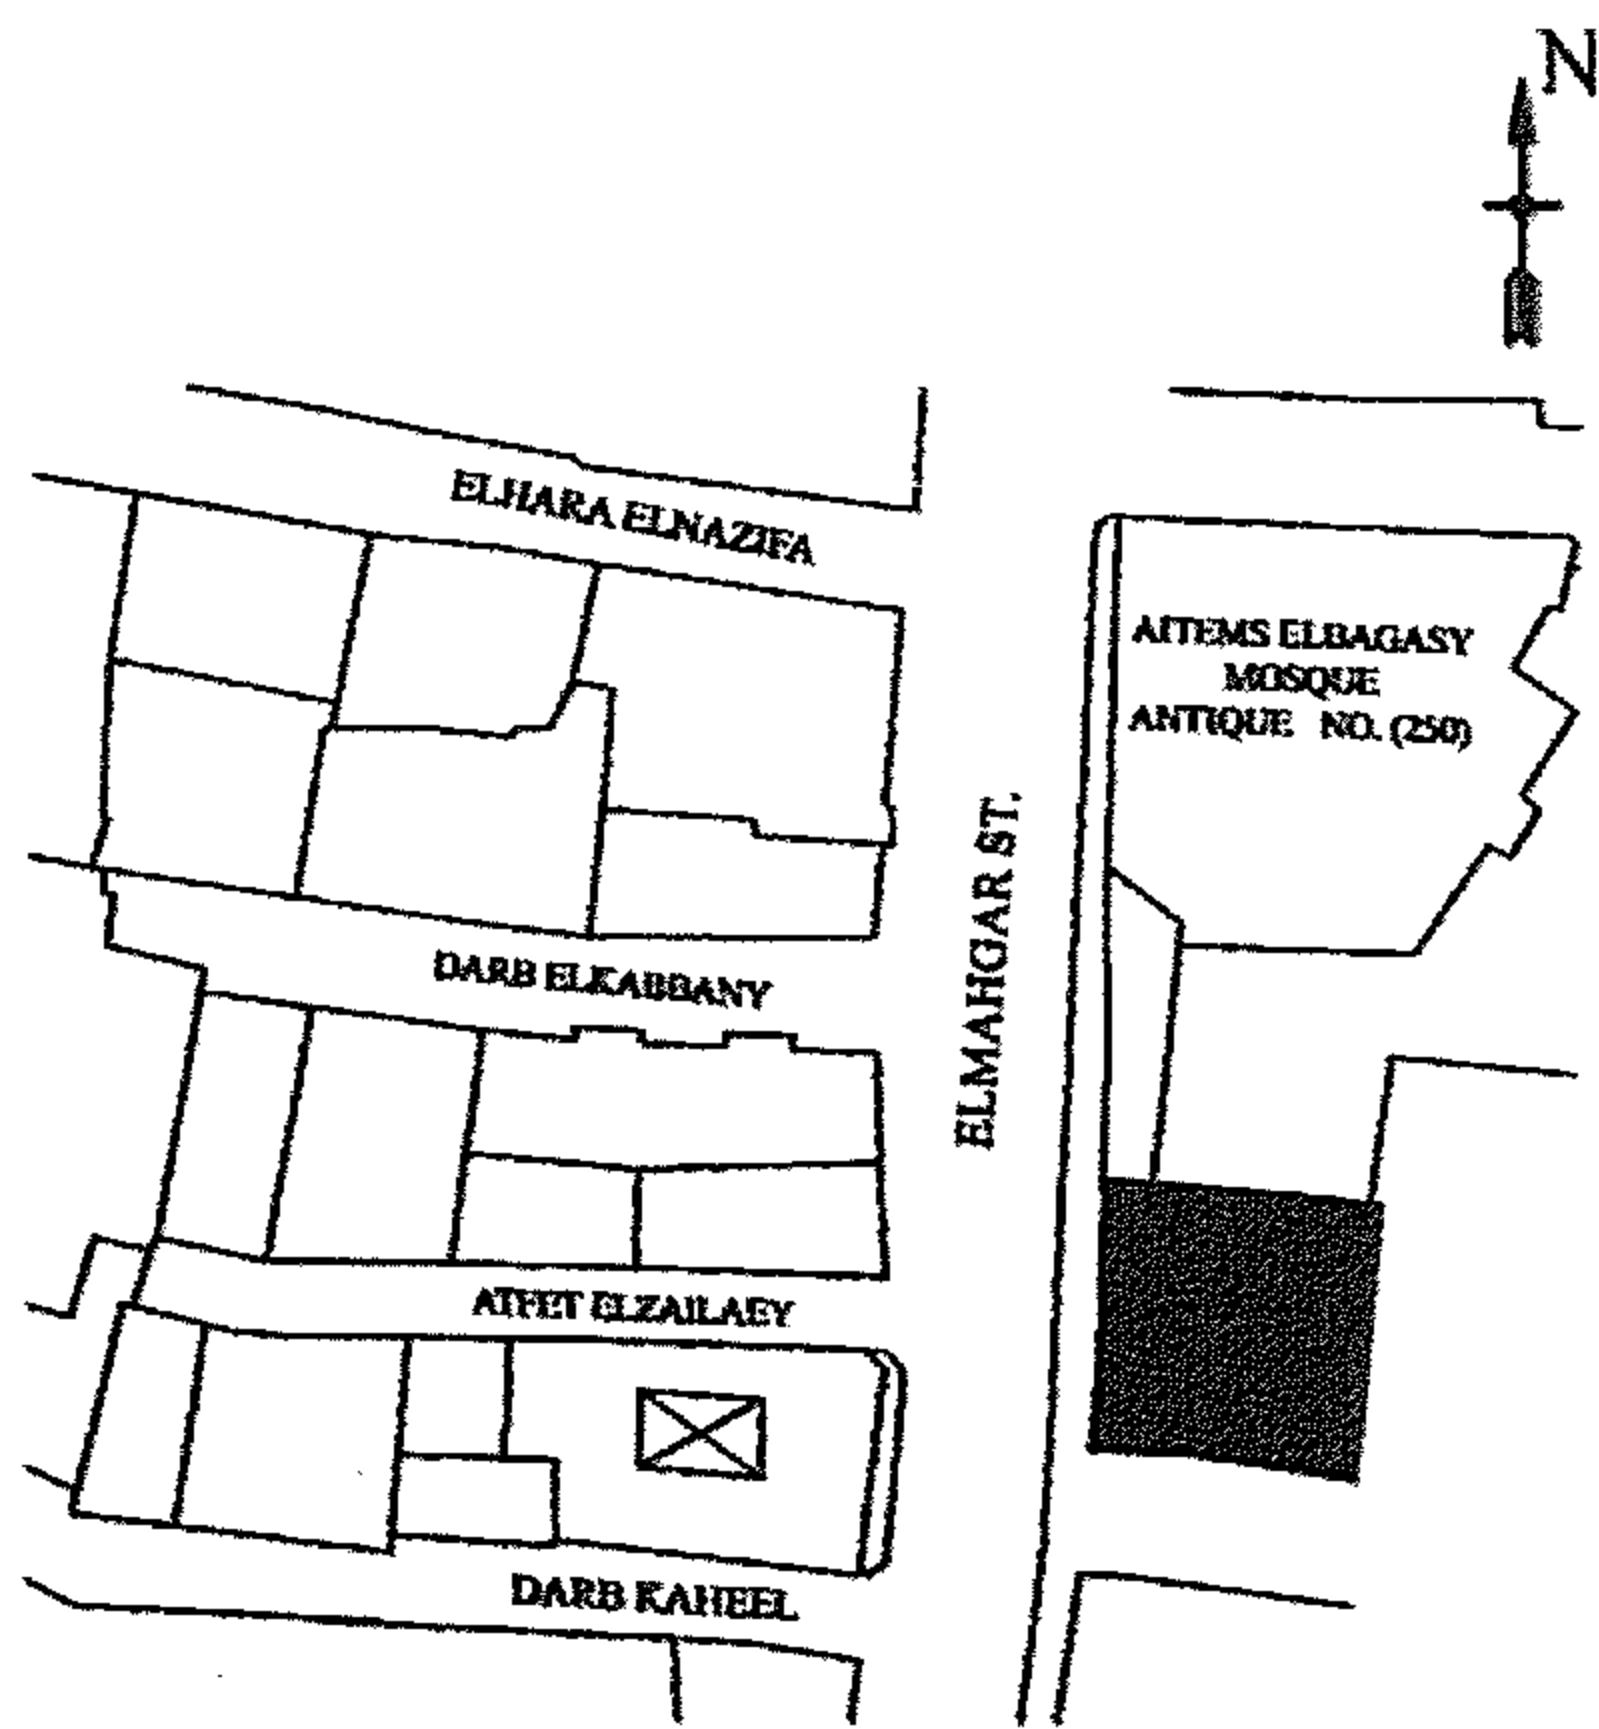 N
ELHARA ELNAZIFA
AITEMS ELBAGASY
MOSQUE
ANTIQUE NO. (250)
ELMAHGAR ST.
DARB ELKABBANY
ATFET ELZAILAEY
DARB KAHEEL